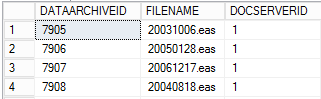 DATAARCHIVEID FILENAME DOCSERVERID
1 7905 20031006.eas 1
2 7906 20050128.eas 1
3 7907 20061217.eas 1
4 7908 20040818.eas 1